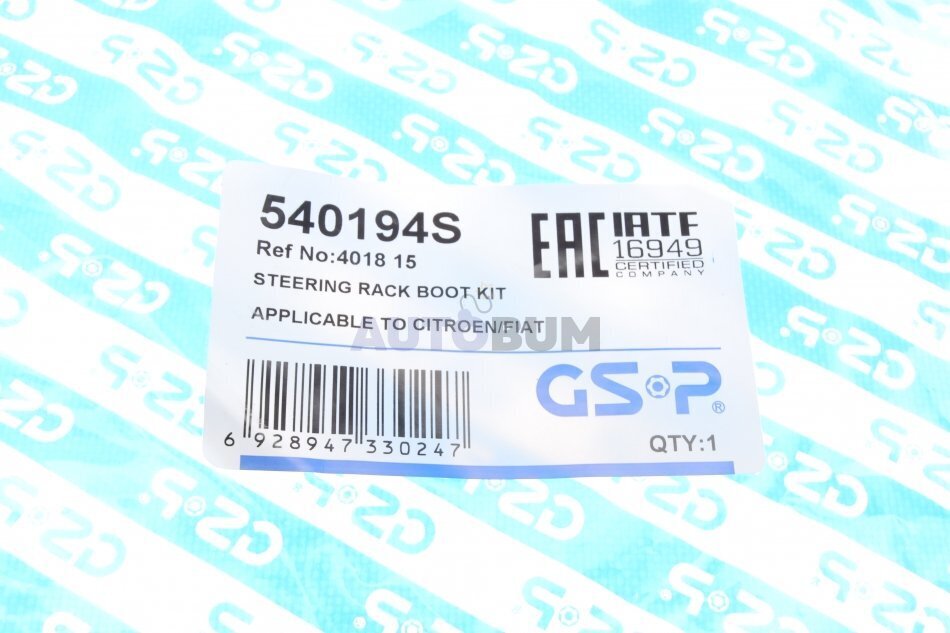 540194S
Ref No:4018 15
STEERING RACK BOOT KIT
APPLICABLE TO CITROEN/FIAT
EAC
IATF
16949
CERTIFIED
COMPANY
AUTOBUM
GSP®
QTY:1
6 928947 330247